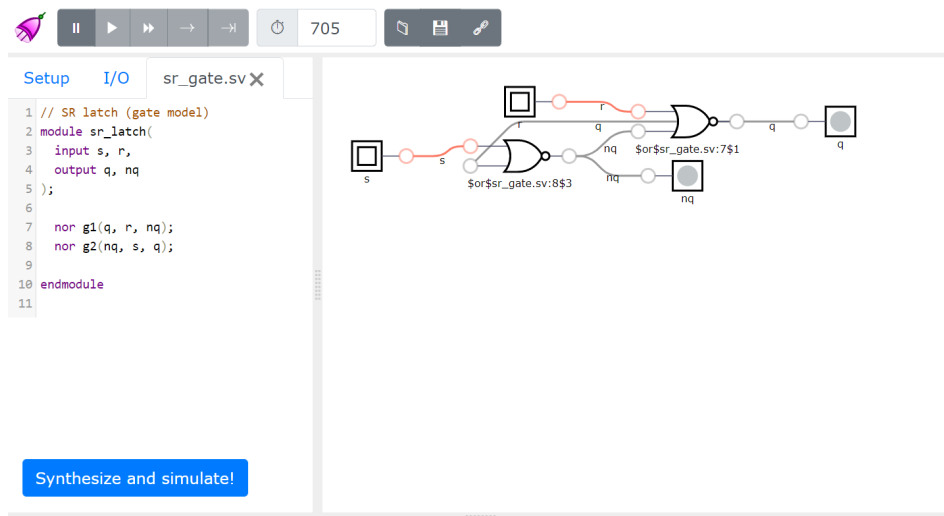 705
Setup I/O sr_gate.sv
1 // SR latch (gate model)
2 module sr_latch(
3 input s, r,
4 output q, nq
5 );
6
7 nor g1(q, r, nq);
8 nor g2(nq, s, q);
9
10 endmodule
11
Synthesize and simulate!
r
r
q
q
q
s
s
nq
$or$sr_gate.sv:7$1
$or$sr_gate.sv:8$3
nq
nq